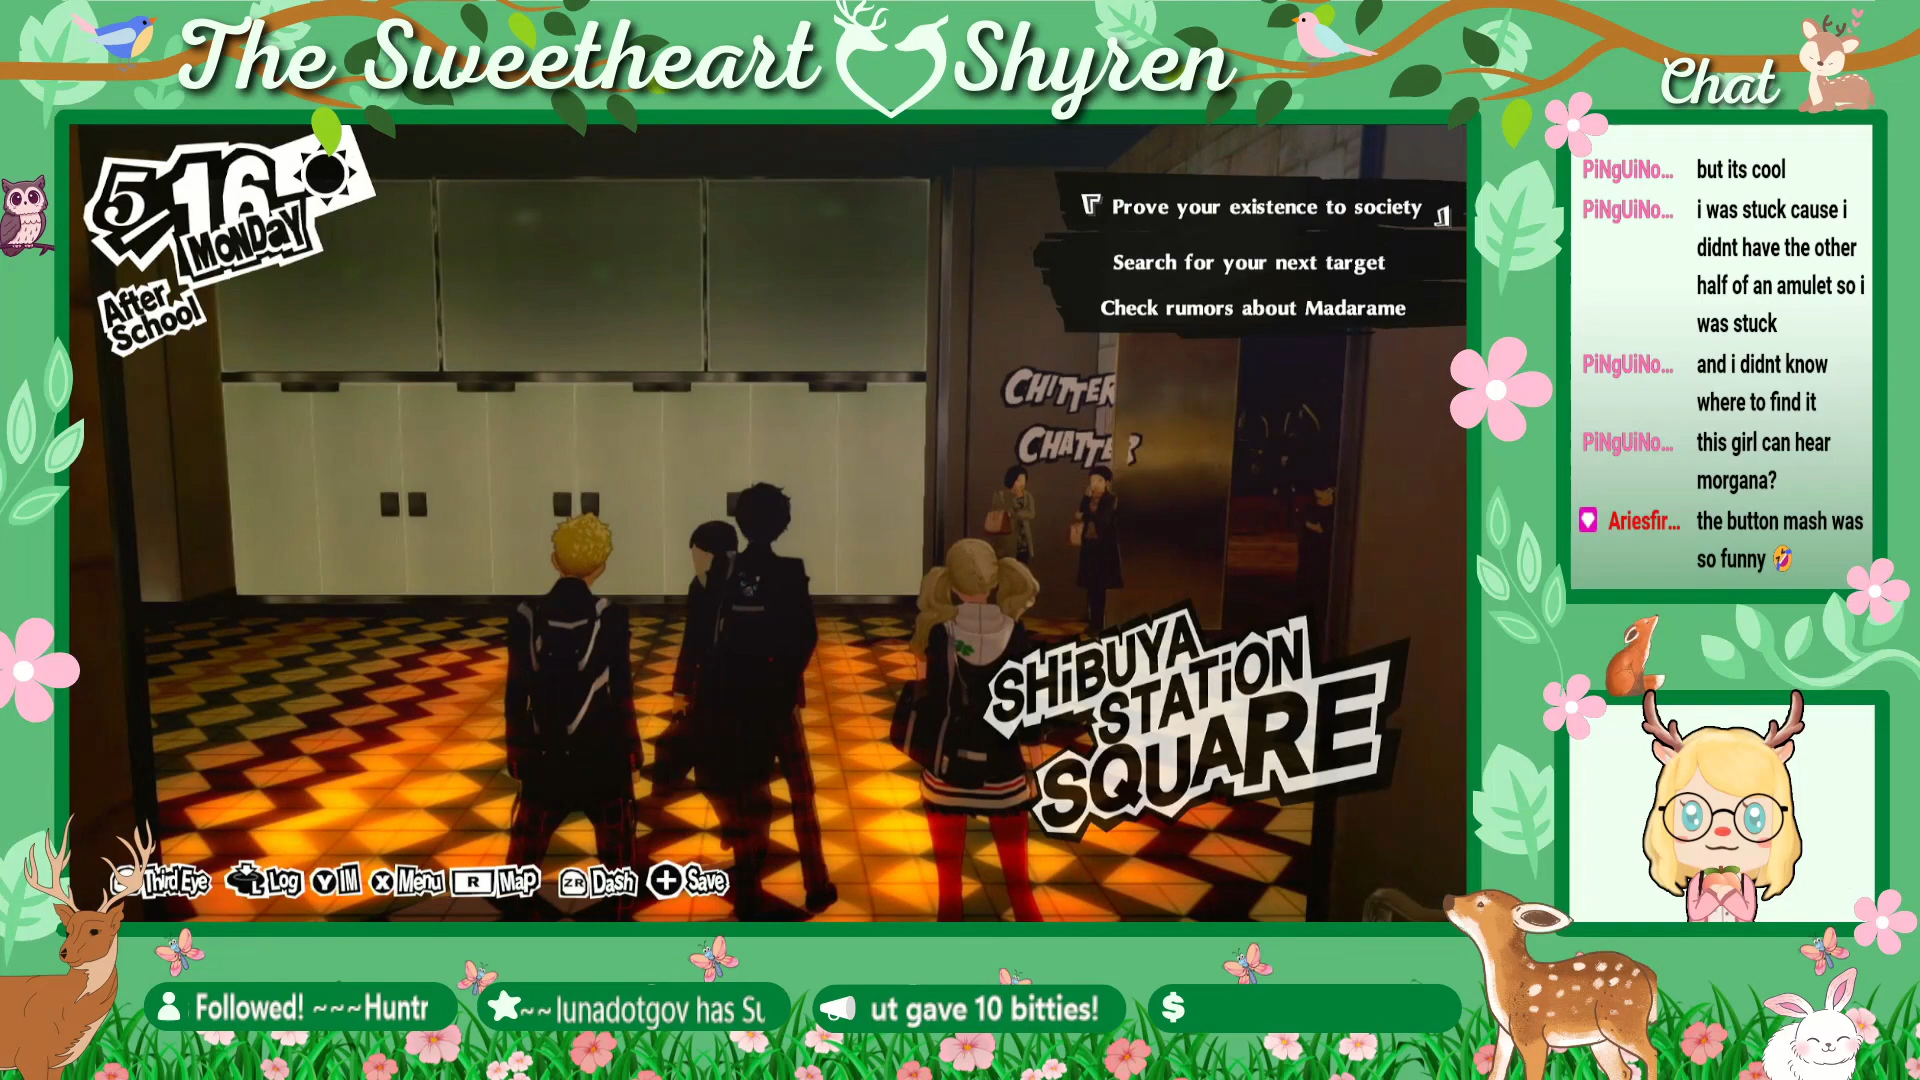 The Sweetheart Shyren
Chat
5 16
MONDAY
After
School
Prove your existence to society
Search for your next target
Check rumors about Madarame
CHITTER
CHATTER
SHIBUYA
STATION
SQUARE
Third Eye
L Log
Y IM
X Menu
R Map
ZR Dash
+ Save
PiNgUiNo... but its cool
PiNgUiNo... i was stuck cause i
didnt have the other
half of an amulet so i
was stuck
PiNgUiNo... and i didnt know
where to find it
PiNgUiNo... this girl can hear
morgana?
Ariesfir... the button mash was
so funny 🤣
Followed! ~~~Huntr
~~lunadotgov has Su
ut gave 10 bitties!
$